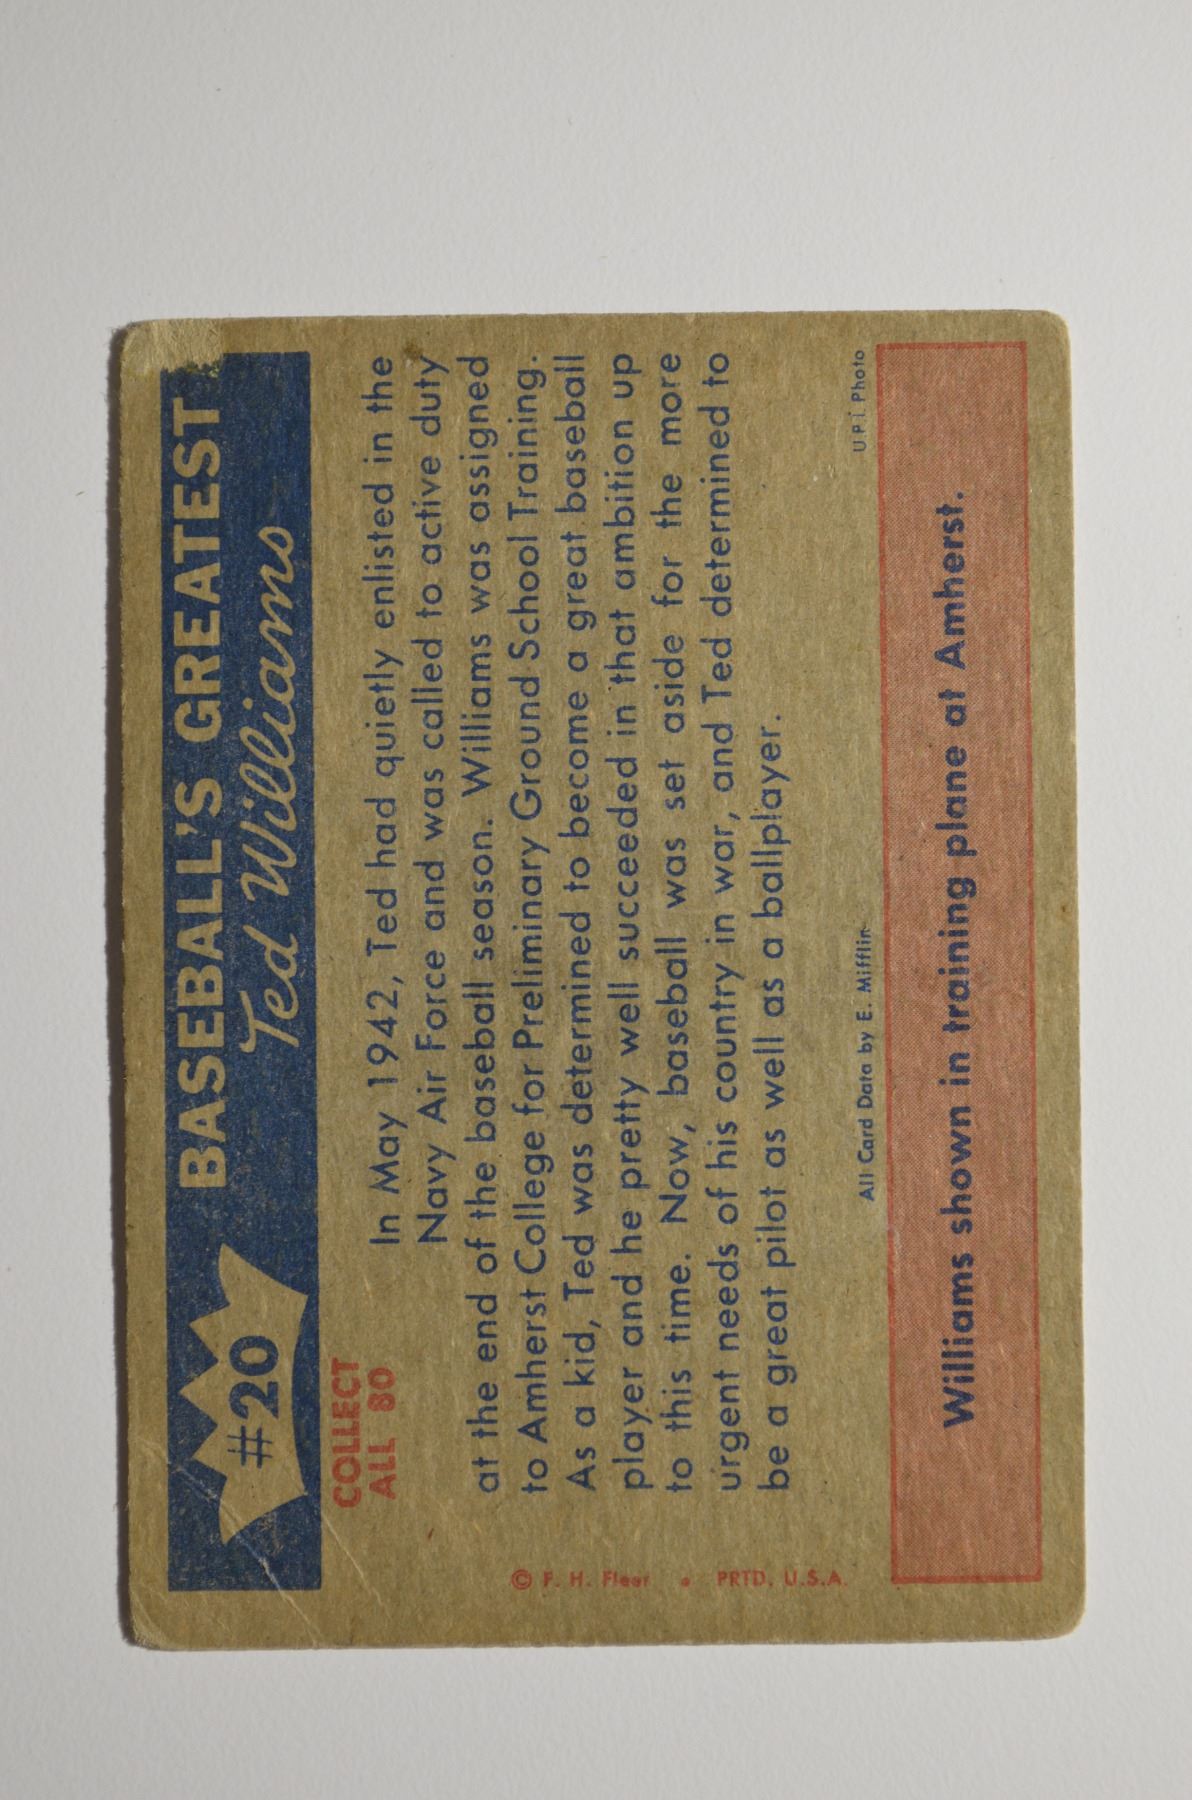 BASEBALL'S GREATEST
Ted Williams
#20
COLLECT
ALL 80
In May 1942, Ted had quietly enlisted in the
Navy Air Force and was called to active duty
at the end of the baseball season. Williams was assigned
to Amherst College for Preliminary Ground School Training.
As a kid, Ted was determined to become a great baseball
player and he pretty well succeeded in that ambition up
to this time. Now, baseball was set aside for the more
urgent needs of his country in war, and Ted determined to
be a great pilot as well as a ballplayer.
All Card Data by E. Mifflin
U.P.I. Photo
© F. H. Fleer • PRTD. U.S.A.
Williams shown in training plane at Amherst.